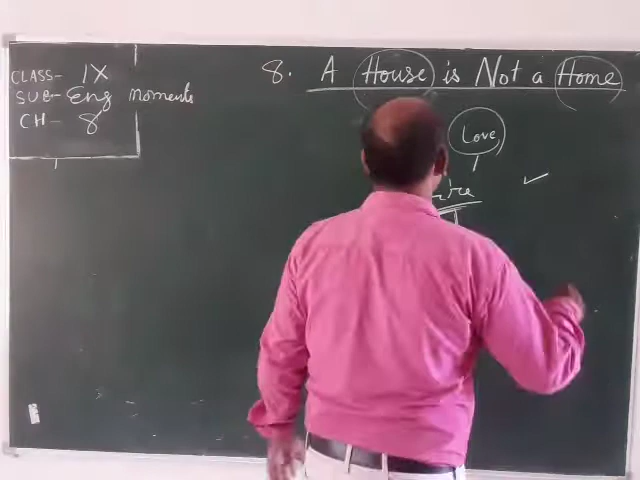 CLASS- IX
SUB- Eng moments
CH- 8
8. A House is Not a Home
Love